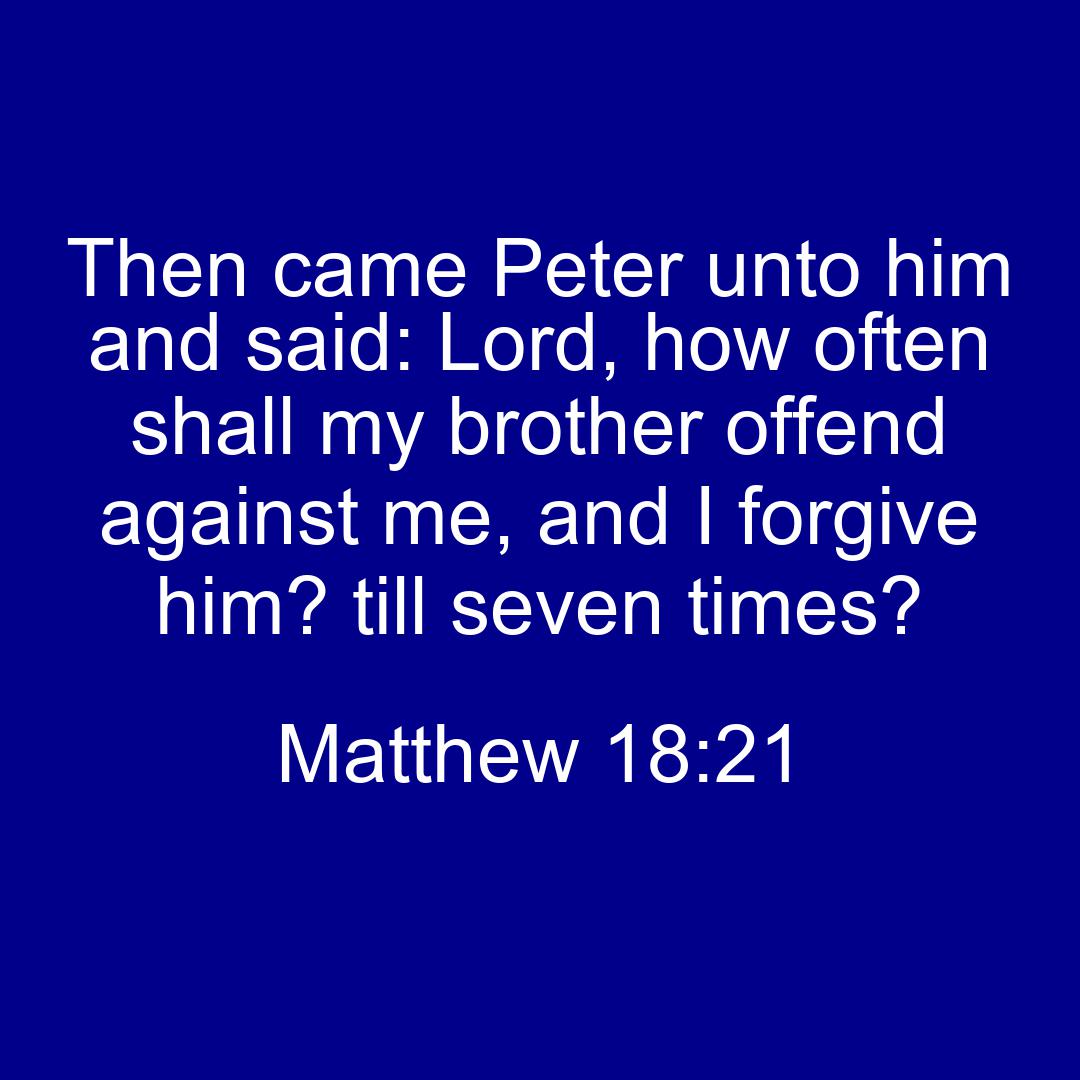 Then came Peter unto him
and said: Lord, how often
shall my brother offend
against me, and I forgive
him? till seven times?
Matthew 18:21